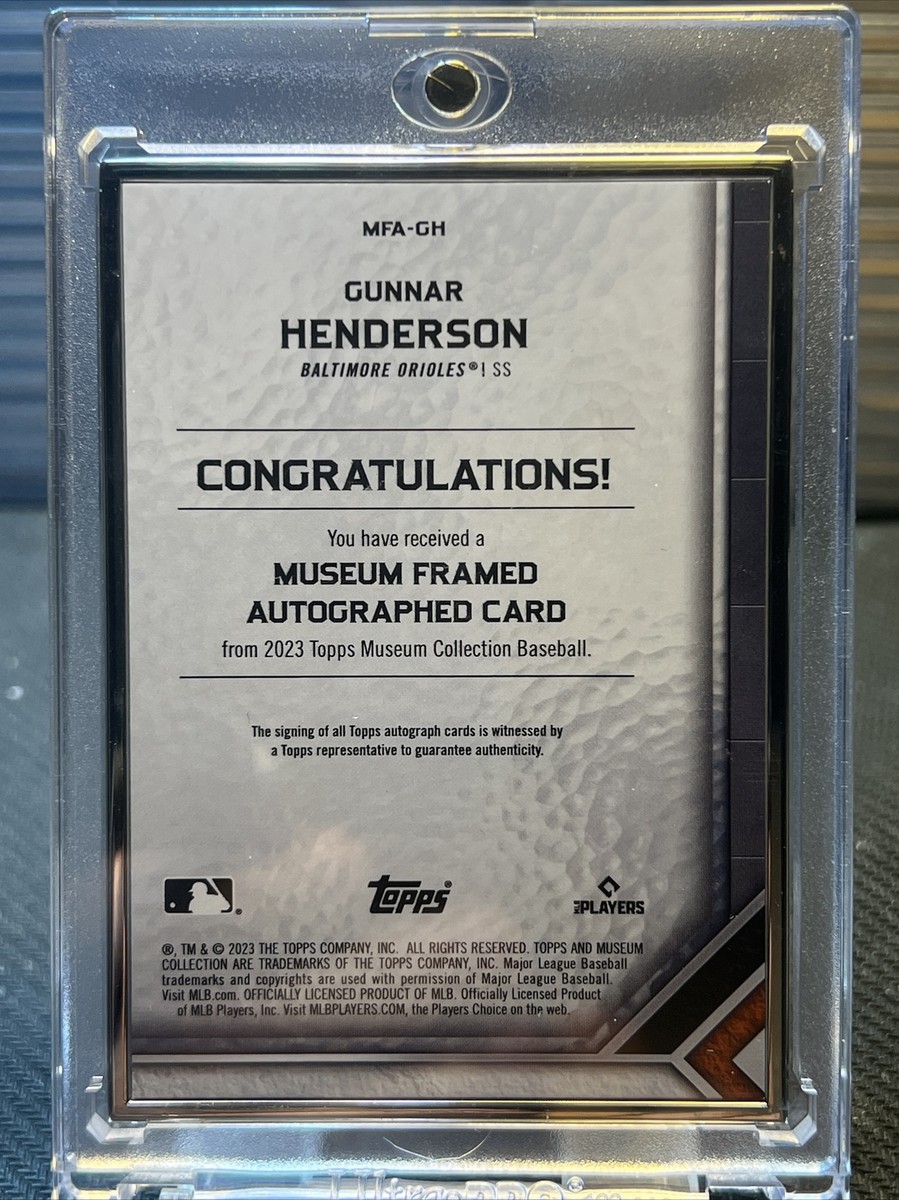 MFA-GH
GUNNAR
HENDERSON
BALTIMORE ORIOLES® | SS
CONGRATULATIONS!
You have received a
MUSEUM FRAMED
AUTOGRAPHED CARD
from 2023 Topps Museum Collection Baseball.
The signing of all Topps autograph cards is witnessed by
a Topps representative to guarantee authenticity.
topps®
PLAYERS
®, TM & © 2023 THE TOPPS COMPANY, INC. ALL RIGHTS RESERVED. TOPPS AND MUSEUM
COLLECTION ARE TRADEMARKS OF THE TOPPS COMPANY, INC. Major League Baseball
trademarks and copyrights are used with permission of Major League Baseball.
Visit MLB.com. OFFICIALLY LICENSED PRODUCT OF MLB. Officially Licensed Product
of MLB Players, Inc. Visit MLBPLAYERS.COM, the Players Choice on the web.
Ultra PRO®